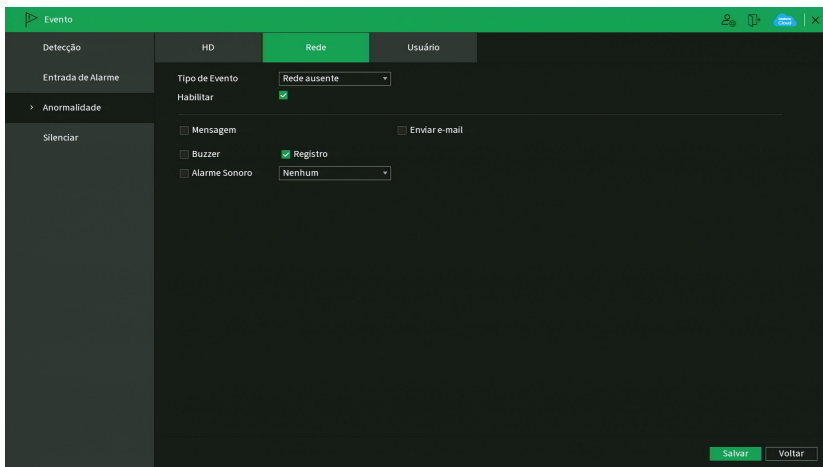 Evento
Detecção
Entrada de Alarme
Anormalidade
Silenciar
HD Rede Usuário
Tipo de Evento Rede ausente
Habilitar
Mensagem Enviar e-mail
Buzzer Registro
Alarme Sonoro Nenhum
Salvar Voltar